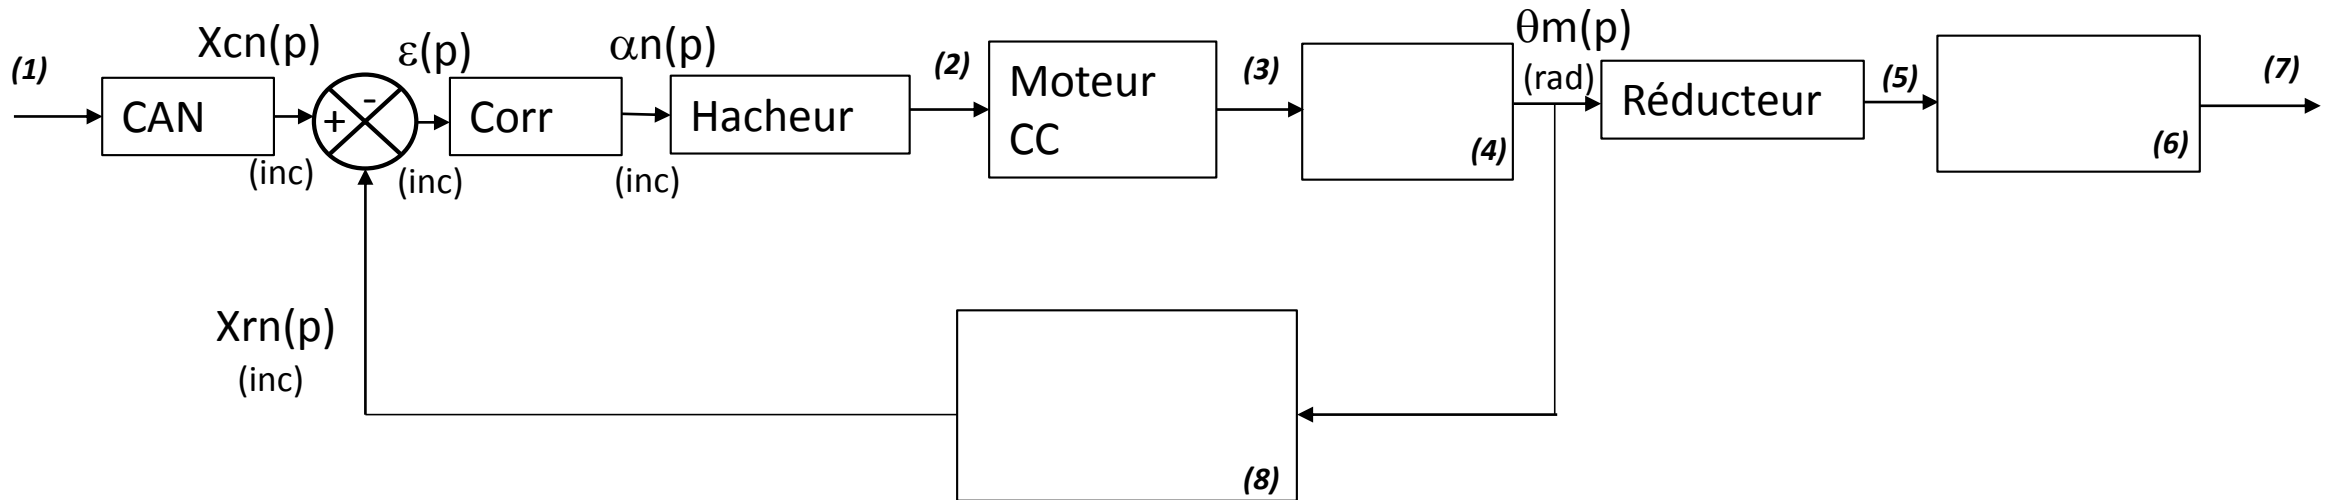 (1)
CAN
Xcn(p)
(inc)
+
-
ε(p)
(inc)
Corr
αn(p)
(inc)
Hacheur
(2)
Moteur
CC
(3)
(4)
θm(p)
(rad)
Réducteur
(5)
(6)
(7)
Xrn(p)
(inc)
(8)